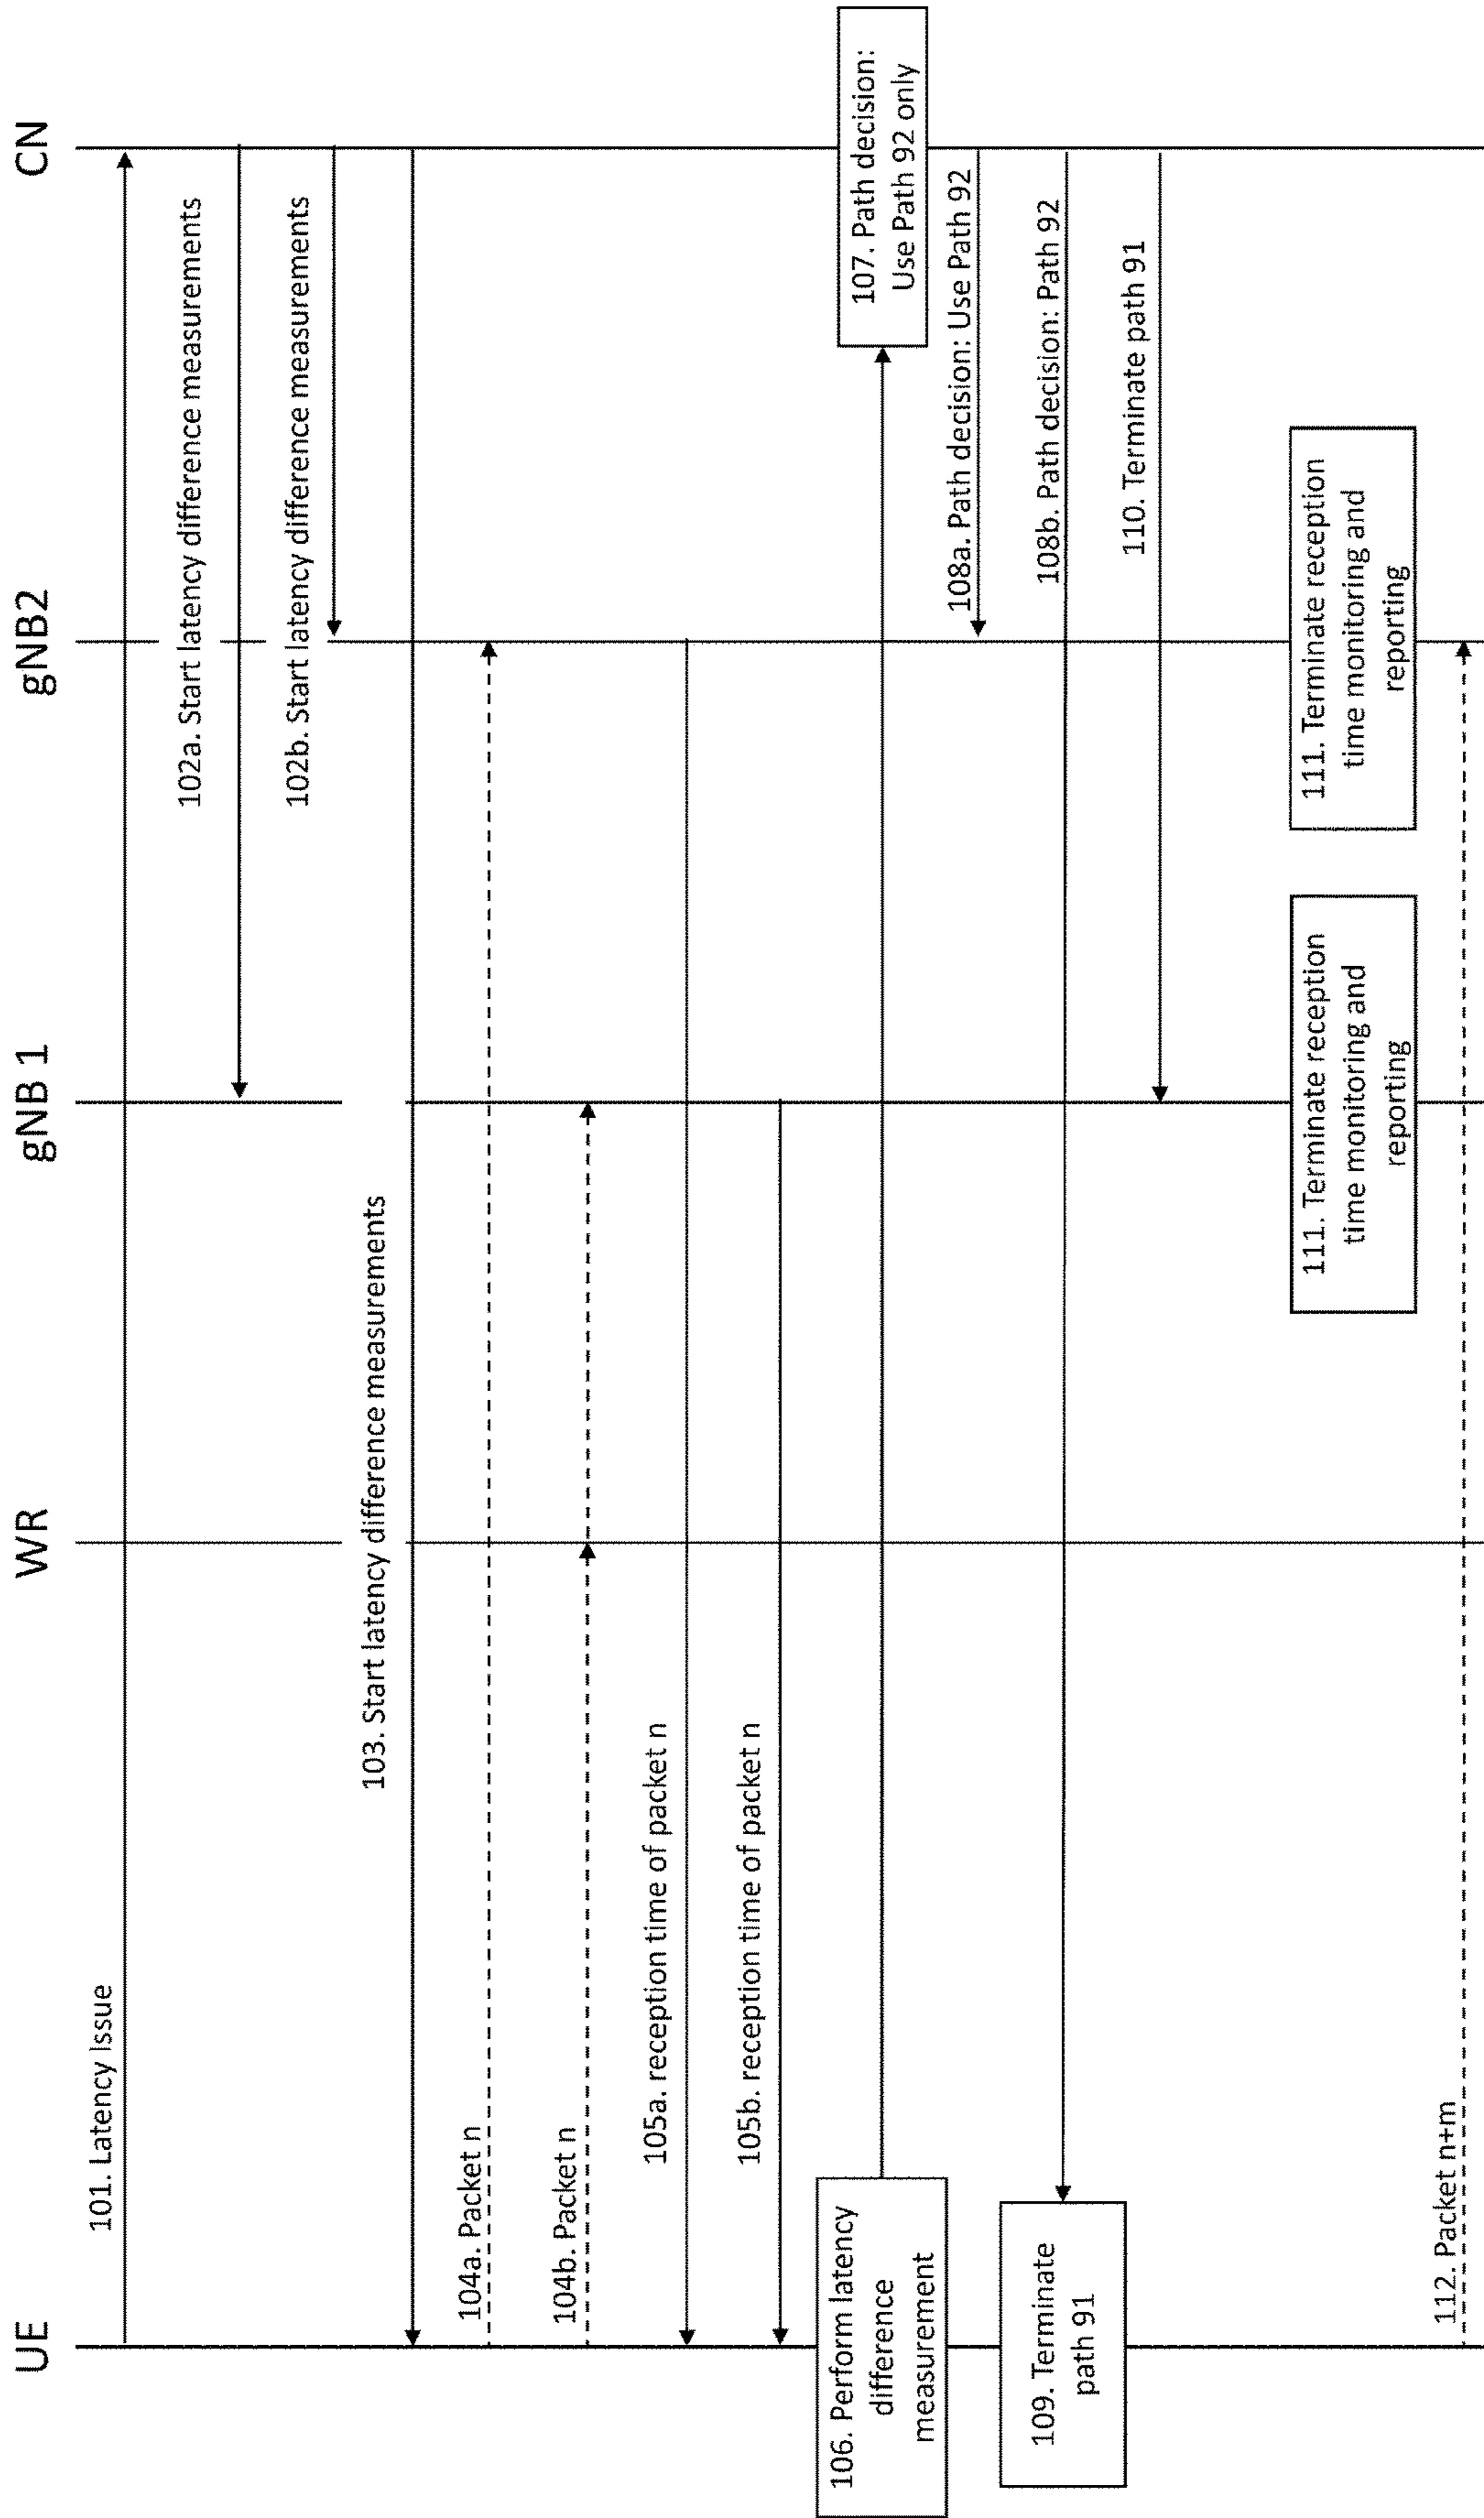 UE
WR
gNB 1
gNB2
CN
101. Latency Issue
102a. Start latency difference measurements
102b. Start latency difference measurements
103. Start latency difference measurements
104a. Packet n
104b. Packet n
105a. reception time of packet n
105b. reception time of packet n
106. Perform latency
difference
measurement
107. Path decision:
Use Path 92 only
108a. Path decision: Use Path 92
108b. Path decision: Path 92
109. Terminate
path 91
110. Terminate path 91
111. Terminate reception
time monitoring and
reporting
111. Terminate reception
time monitoring and
reporting
112. Packet n+m